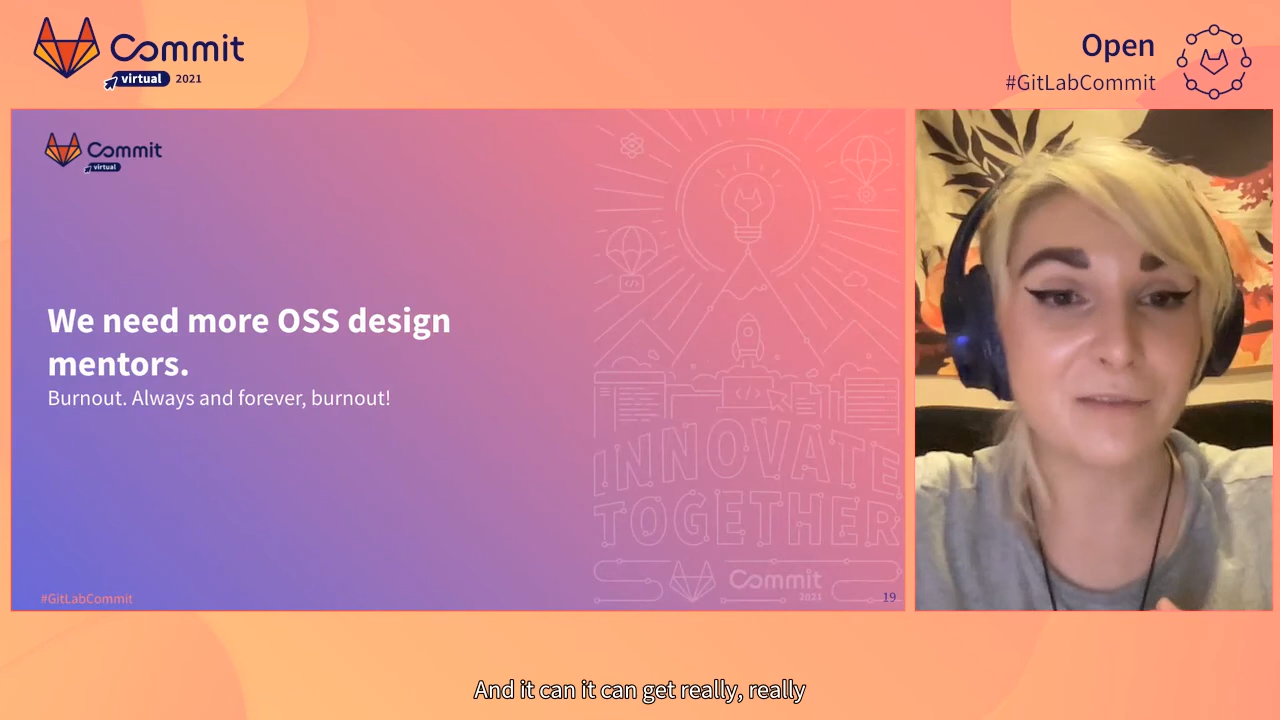 Commit
virtual 2021
Open
#GitLabCommit
Commit
virtual
We need more OSS design
mentors.
Burnout. Always and forever, burnout!
INNOVATE
TOGETHER
Commit
2021
#GitLabCommit
19
And it can it can get really, really